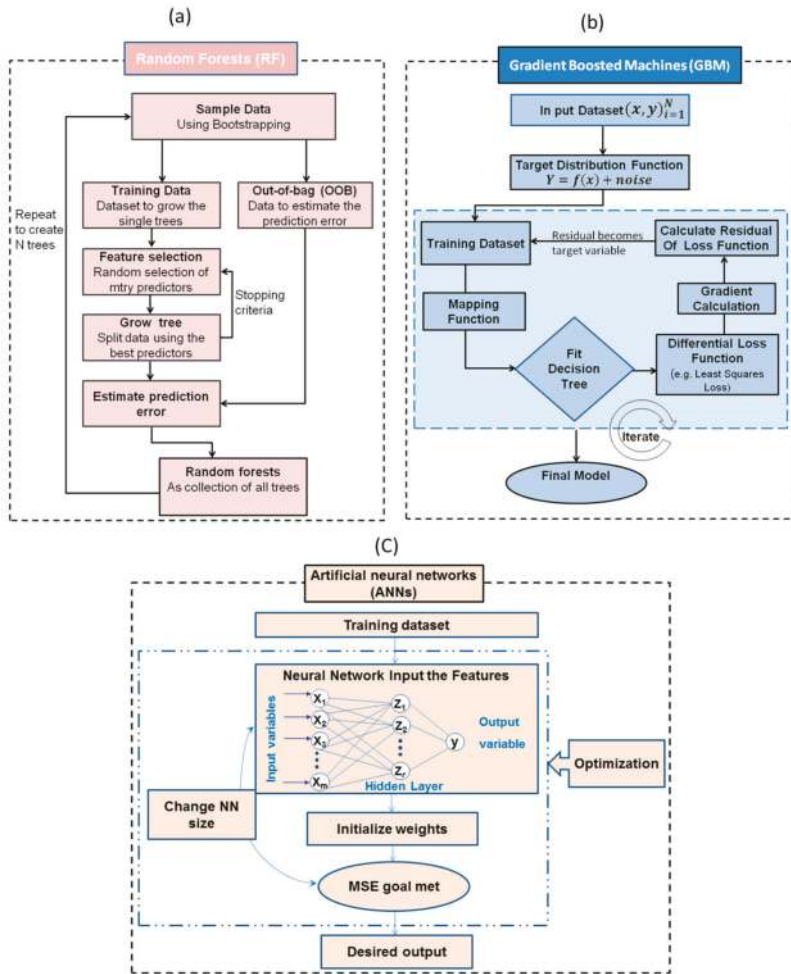 (a)
Random Forests (RF)
Sample Data
Using Bootstrapping
Training Data
Dataset to grow the
single trees
Out-of-bag (OOB)
Data to estimate the
prediction error
Repeat
to create
N trees
Feature selection
Random selection of
mtry predictors
Stopping
criteria
Grow tree
Split data using the
best predictors
Estimate prediction
error
Random forests
As collection of all trees
(b)
Gradient Boosted Machines (GBM)
In put Dataset (x, y)ᵢ₌₁ᴺ
Target Distribution Function
Y = f(x) + noise
Training Dataset
Residual becomes
target variable
Calculate Residual
Of Loss Function
Mapping
Function
Gradient
Calculation
Fit
Decision
Tree
Differential Loss
Function
(e.g. Least Squares
Loss)
Iterate
Final Model
(C)
Artificial neural networks
(ANNs)
Training dataset
Neural Network Input the Features
Input variables
X₁
X₂
X₃
Xₘ
Z₁
Z₂
Zᵣ
y
Output
variable
Hidden Layer
Optimization
Change NN
size
Initialize weights
MSE goal met
Desired output